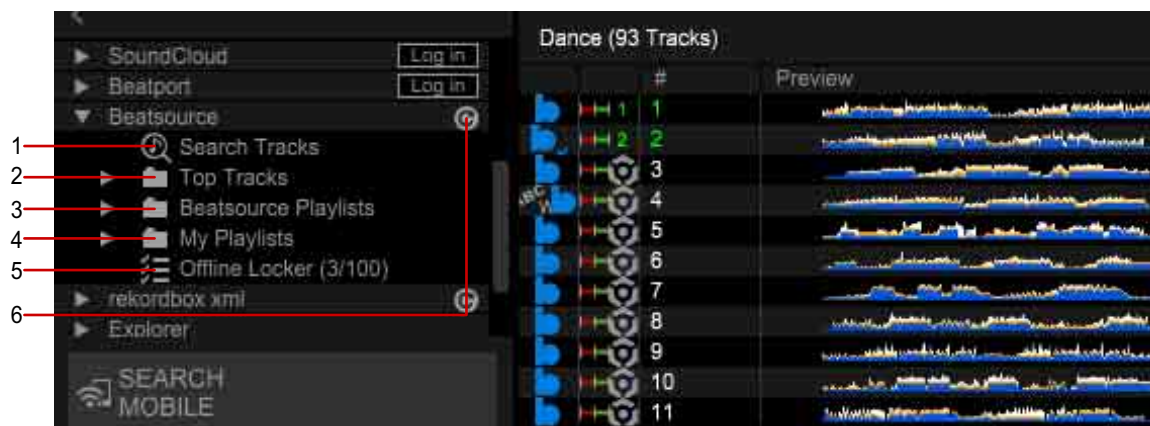 SoundCloud Log in
Beatport Log in
Beatsource
1 Search Tracks
2 Top Tracks
3 Beatsource Playlists
4 My Playlists
5 Offline Locker (3/100)
rekordbox xml
6
Explorer
SEARCH
MOBILE
Dance (93 Tracks)
# Preview
1 1
2 2
3
ABC 4
5
6
7
8
9
10
11